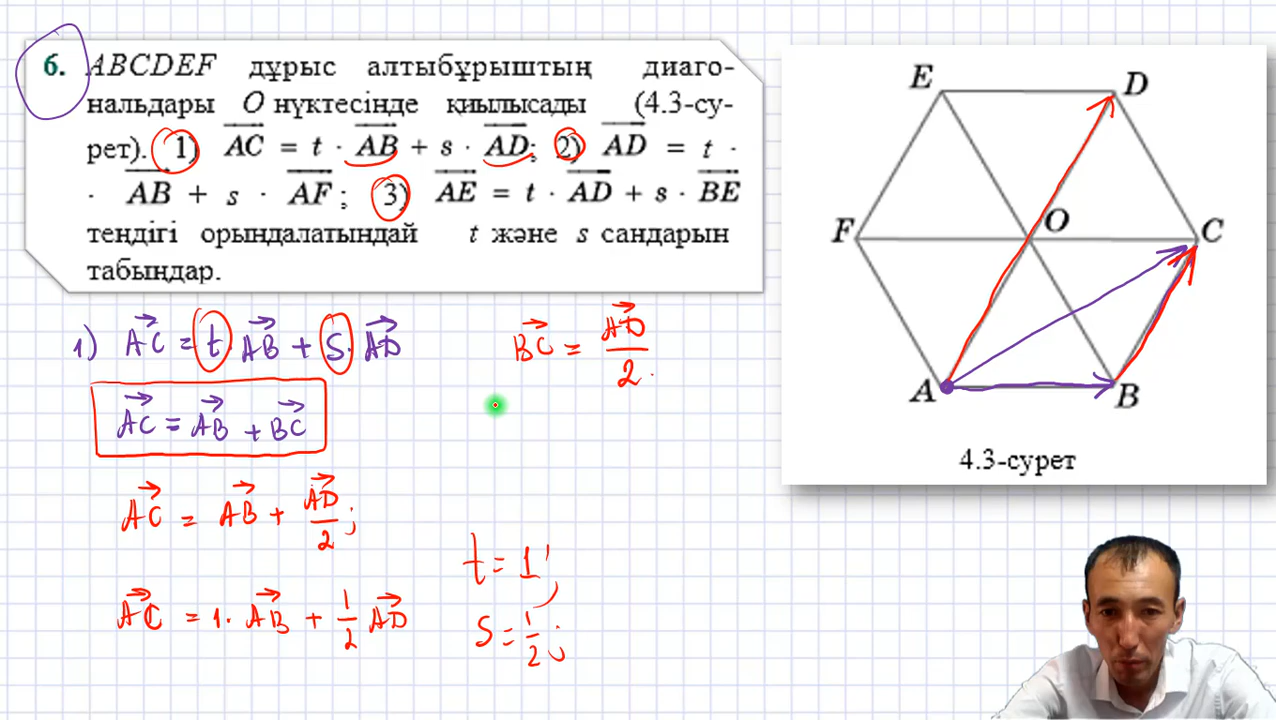 6. ABCDEF дұрыс алтыбұрыштың диаго-
нальдары O нүктесінде қиылысады (4.3-су-
рет). 1) AC = t · AB + s · AD; 2) AD = t ·
· AB + s · AF; 3) AE = t · AD + s · BE
теңдігі орындалатындай t және s сандарын
табыңдар.
1) AC = t · AB + s · AD
AC = AB + BC
AC = AB + AD/2;
AC = 1 · AB + 1/2 AD
BC = AD/2.
t = 1;
s = 1/2;
E D
F O C
A B
4.3-сурет